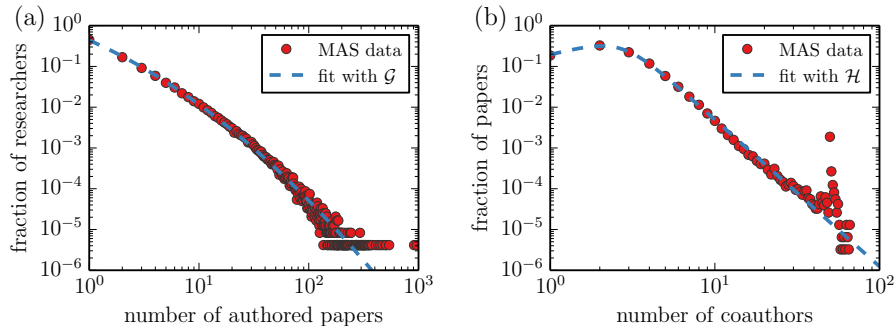 (a)
fraction of researchers
10^0
10^-1
10^-2
10^-3
10^-4
10^-5
10^-6
MAS data
fit with 𝒢
10^0 10^1 10^2 10^3
number of authored papers
(b)
fraction of papers
10^0
10^-1
10^-2
10^-3
10^-4
10^-5
10^-6
MAS data
fit with ℋ
10^0 10^1 10^2
number of coauthors